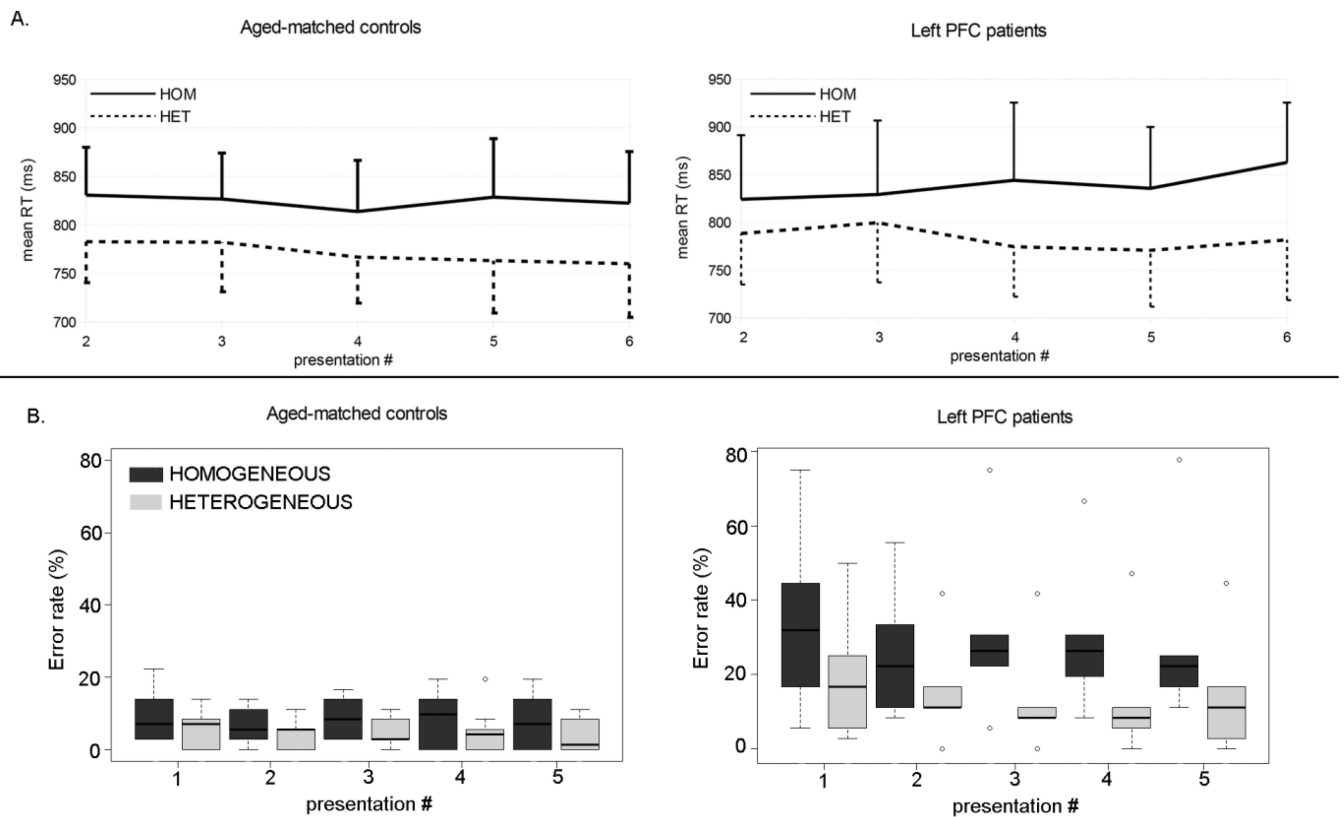 A.
Aged-matched controls
950
900
850
800
750
700
mean RT (ms)
HOM
HET
2 3 4 5 6
presentation #
Left PFC patients
950
900
850
800
750
700
mean RT (ms)
HOM
HET
2 3 4 5 6
presentation #
B.
Aged-matched controls
80
60
40
20
0
Error rate (%)
HOMOGENEOUS
HETEROGENEOUS
1 2 3 4 5
presentation #
Left PFC patients
80
60
40
20
0
Error rate (%)
1 2 3 4 5
presentation #